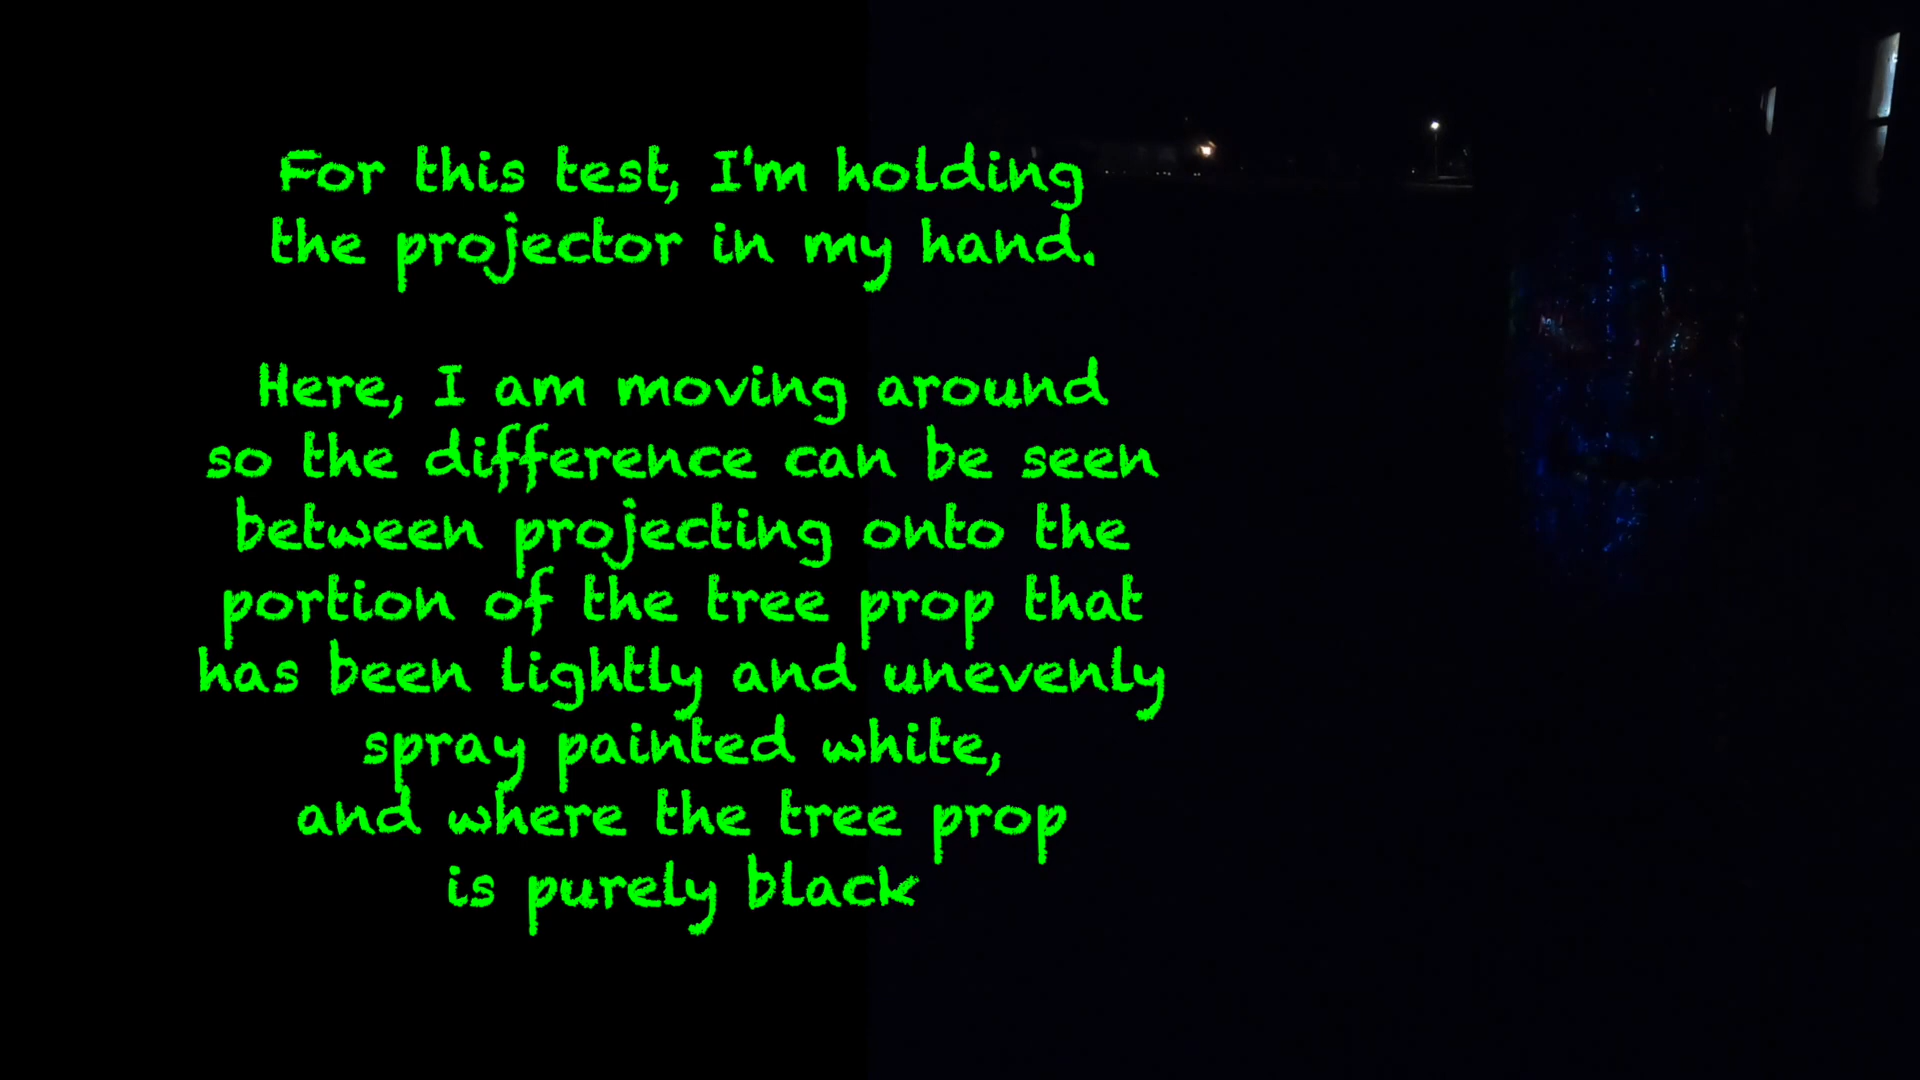 For this test, I'm holding
the projector in my hand.
Here, I am moving around
so the difference can be seen
between projecting onto the
portion of the tree prop that
has been lightly and unevenly
spray painted white,
and where the tree prop
is purely black